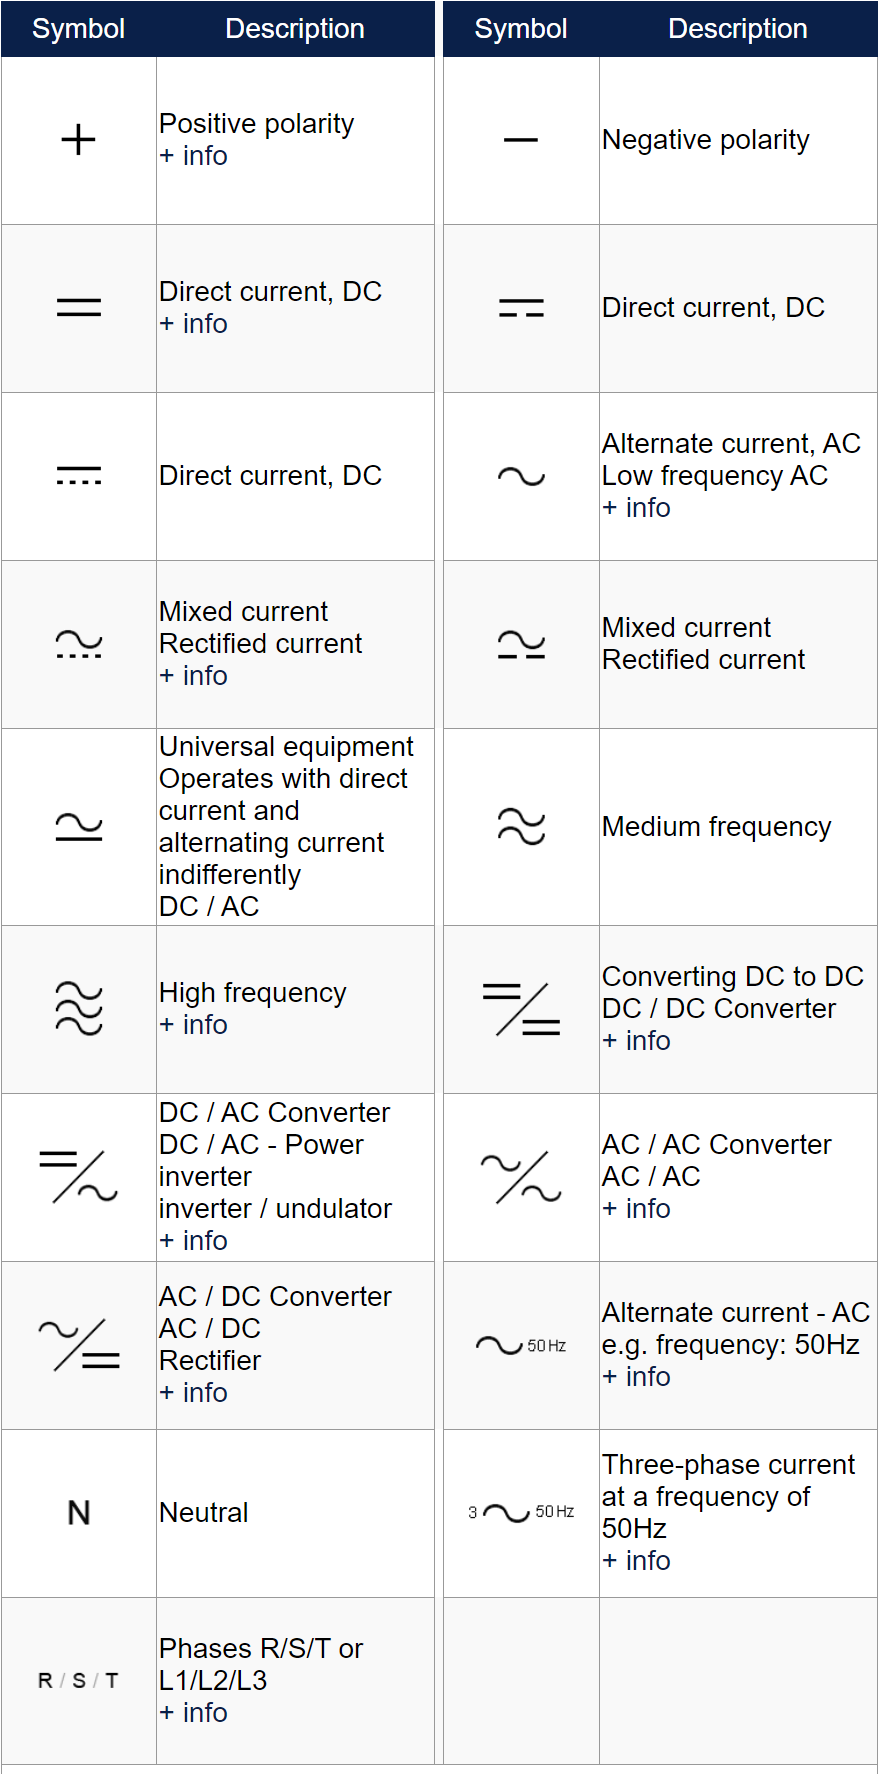 Symbol Description Symbol Description
Positive polarity
+ info
Negative polarity
Direct current, DC
+ info
Direct current, DC
Direct current, DC
Alternate current, AC
Low frequency AC
+ info
Mixed current
Rectified current
+ info
Mixed current
Rectified current
Universal equipment
Operates with direct
current and
alternating current
indifferently
DC / AC
Medium frequency
High frequency
+ info
Converting DC to DC
DC / DC Converter
+ info
DC / AC Converter
DC / AC - Power
inverter
inverter / undulator
+ info
AC / AC Converter
AC / AC
+ info
AC / DC Converter
AC / DC
Rectifier
+ info
50 Hz
Alternate current - AC
e.g. frequency: 50Hz
+ info
N
Neutral
3 50 Hz
Three-phase current
at a frequency of
50Hz
+ info
R / S / T
Phases R/S/T or
L1/L2/L3
+ info